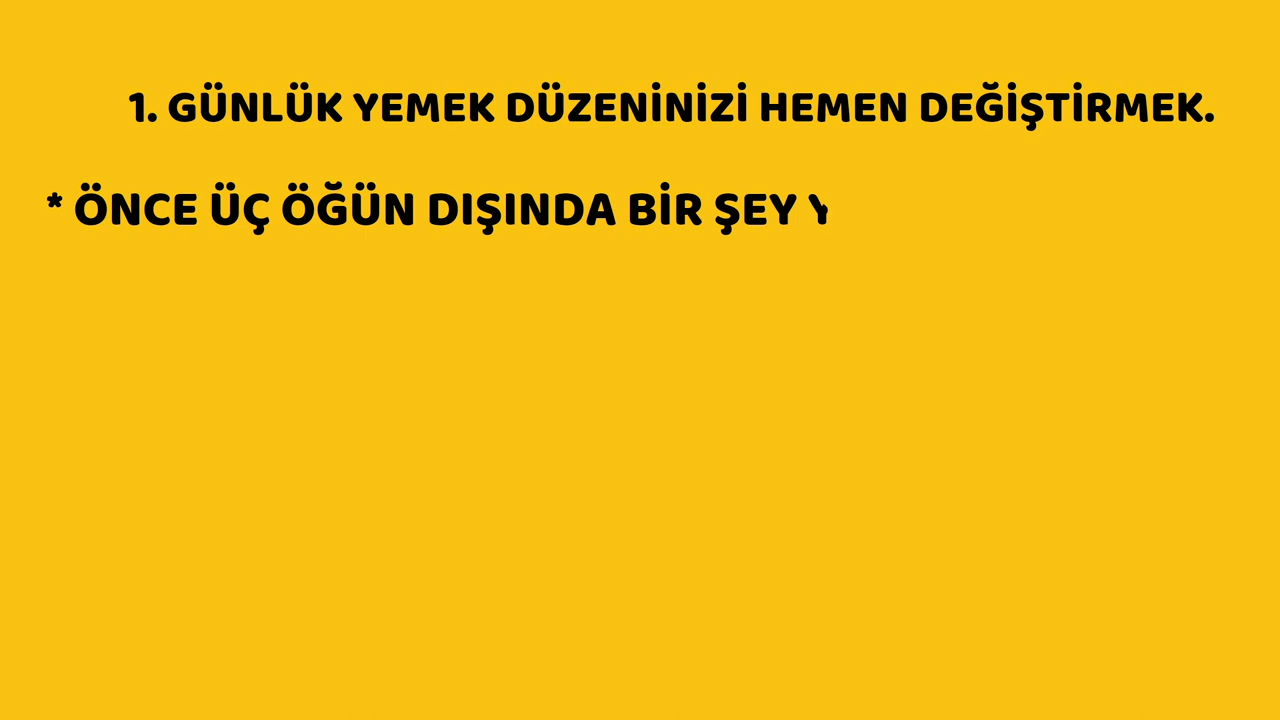 1. GÜNLÜK YEMEK DÜZENİNİZİ HEMEN DEĞİŞTİRMEK.
* ÖNCE ÜÇ ÖĞÜN DIŞINDA BİR ŞEY